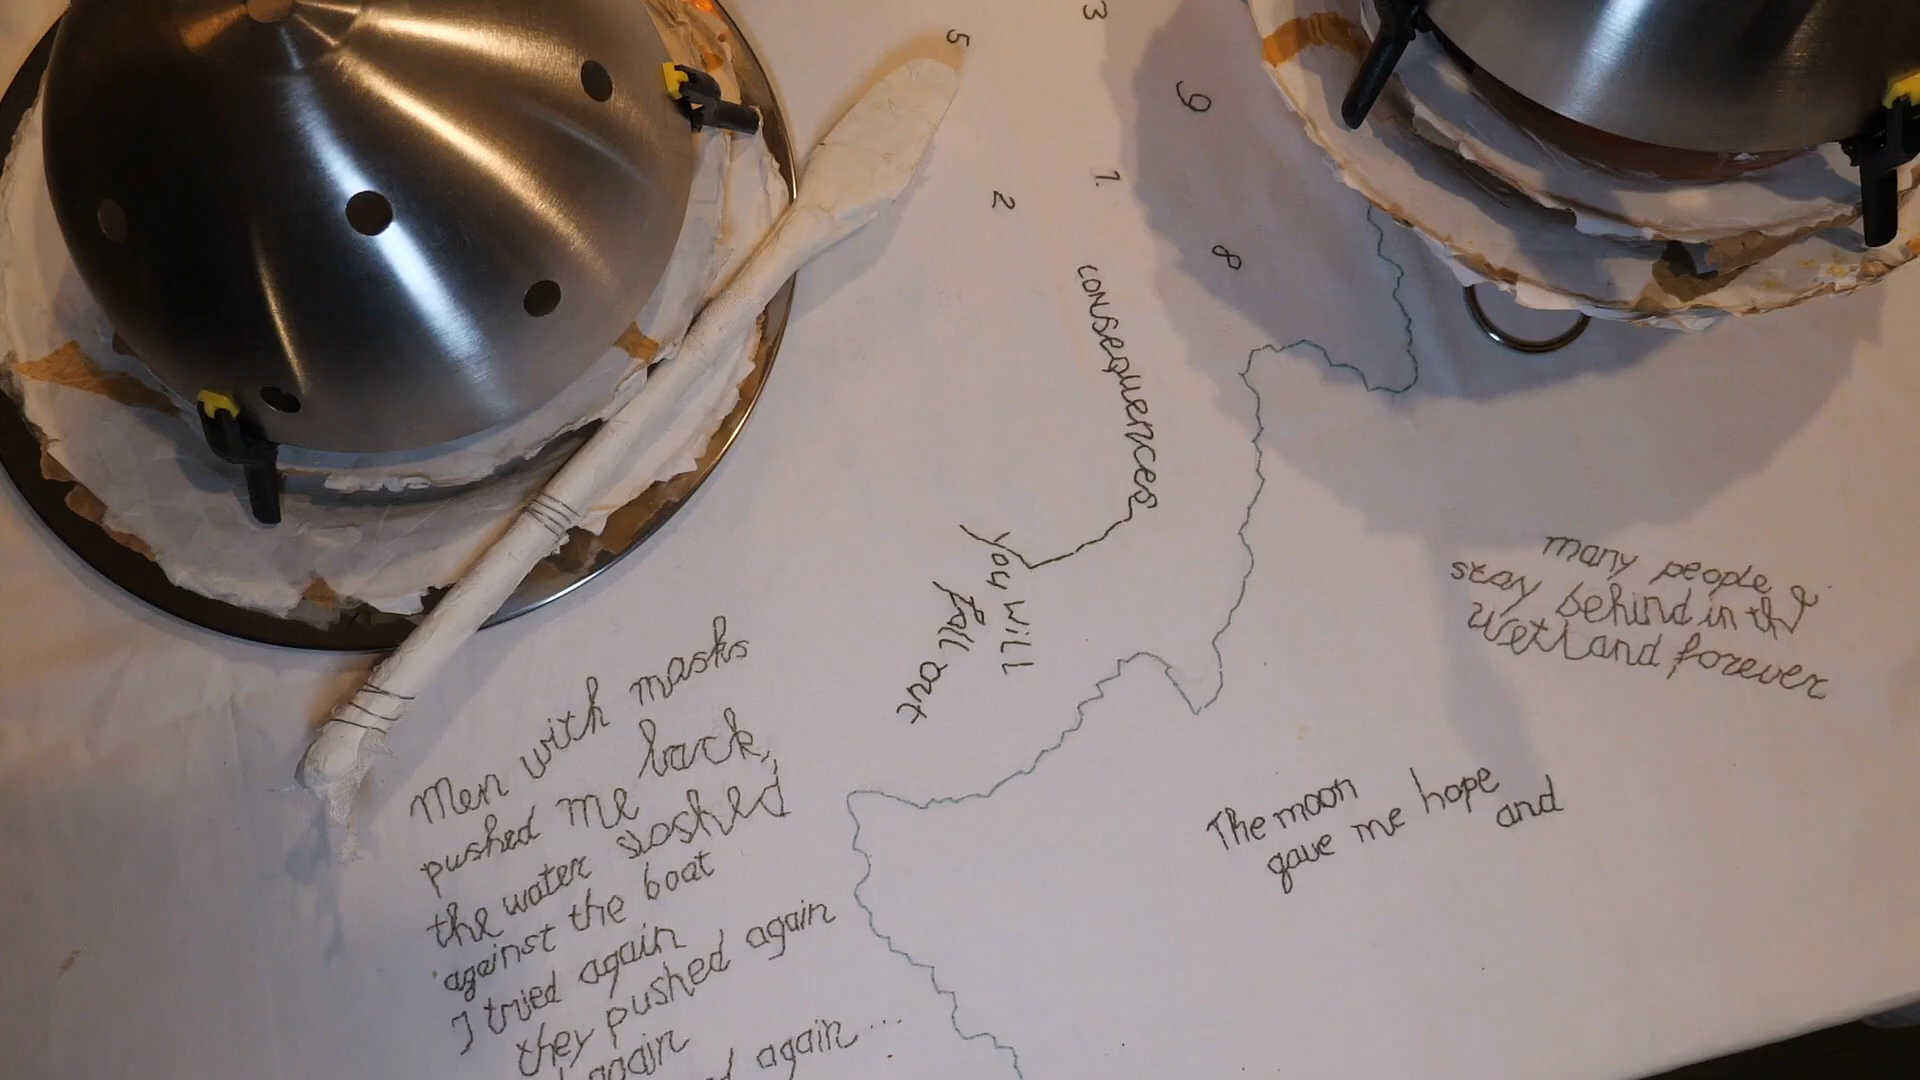 5
3
9
2
1.
8
consequences
you will
fall out
many people
stay behind in the
wetland forever
Men with masks
pushed me back,
the water sloshed
against the boat
I tried again
they pushed again
again
again...
The moon
gave me hope
and